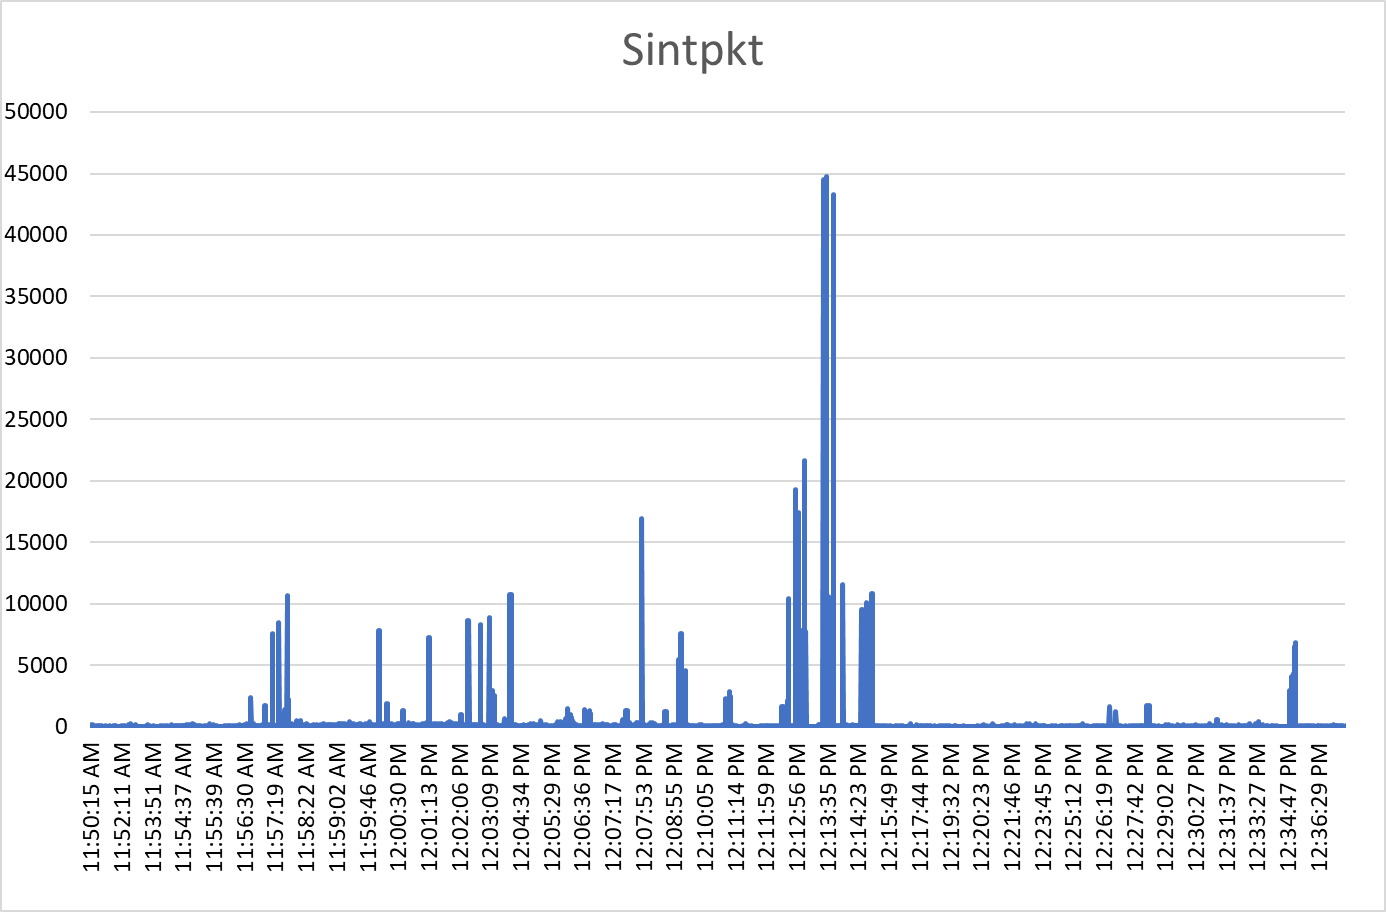 Sintpkt
50000
45000
40000
35000
30000
25000
20000
15000
10000
5000
0
11:50:15 AM
11:52:11 AM
11:53:51 AM
11:54:37 AM
11:55:39 AM
11:56:30 AM
11:57:19 AM
11:58:22 AM
11:59:02 AM
11:59:46 AM
12:00:30 PM
12:01:13 PM
12:02:06 PM
12:03:09 PM
12:04:34 PM
12:05:29 PM
12:06:36 PM
12:07:17 PM
12:07:53 PM
12:08:55 PM
12:10:05 PM
12:11:14 PM
12:11:59 PM
12:12:56 PM
12:13:35 PM
12:14:23 PM
12:15:49 PM
12:17:44 PM
12:19:32 PM
12:20:23 PM
12:21:46 PM
12:23:45 PM
12:25:12 PM
12:26:19 PM
12:27:42 PM
12:29:02 PM
12:30:27 PM
12:31:37 PM
12:33:27 PM
12:34:47 PM
12:36:29 PM